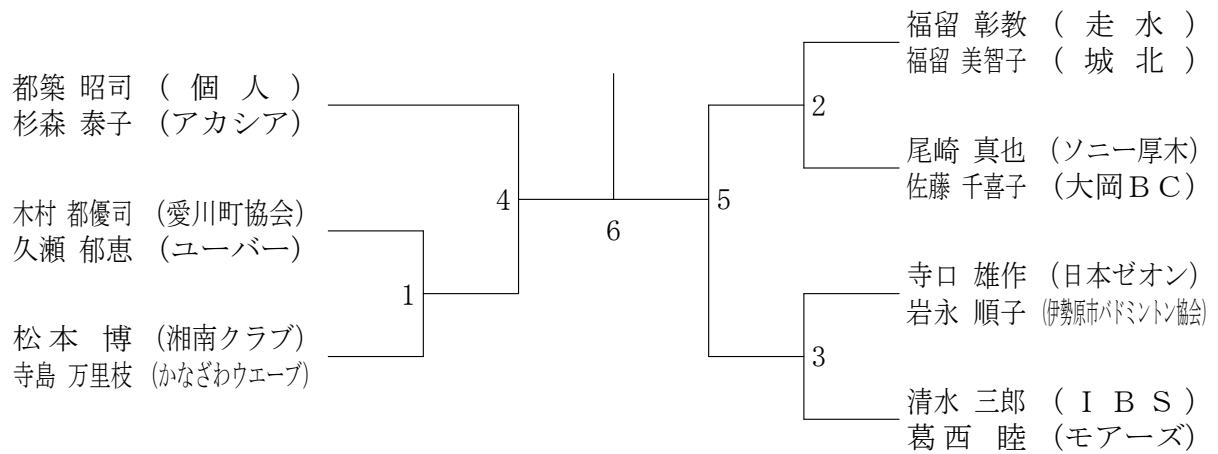 都築 昭司 ( 個 人 )
杉森 泰子 (アカシア)
木村 都優司 (愛川町協会)
久瀬 郁恵 (ユーバー)
松本 博 (湘南クラブ)
寺島 万里枝 (かなざわウエーブ)
1
4
6
5
2
3
福留 彰教 ( 走 水 )
福留 美智子 ( 城 北 )
尾崎 真也 (ソニー厚木)
佐藤 千喜子 (大岡ＢＣ)
寺口 雄作 (日本ゼオン)
岩永 順子 (伊勢原市バドミントン協会)
清水 三郎 ( Ｉ Ｂ Ｓ )
葛西 睦 (モアーズ)